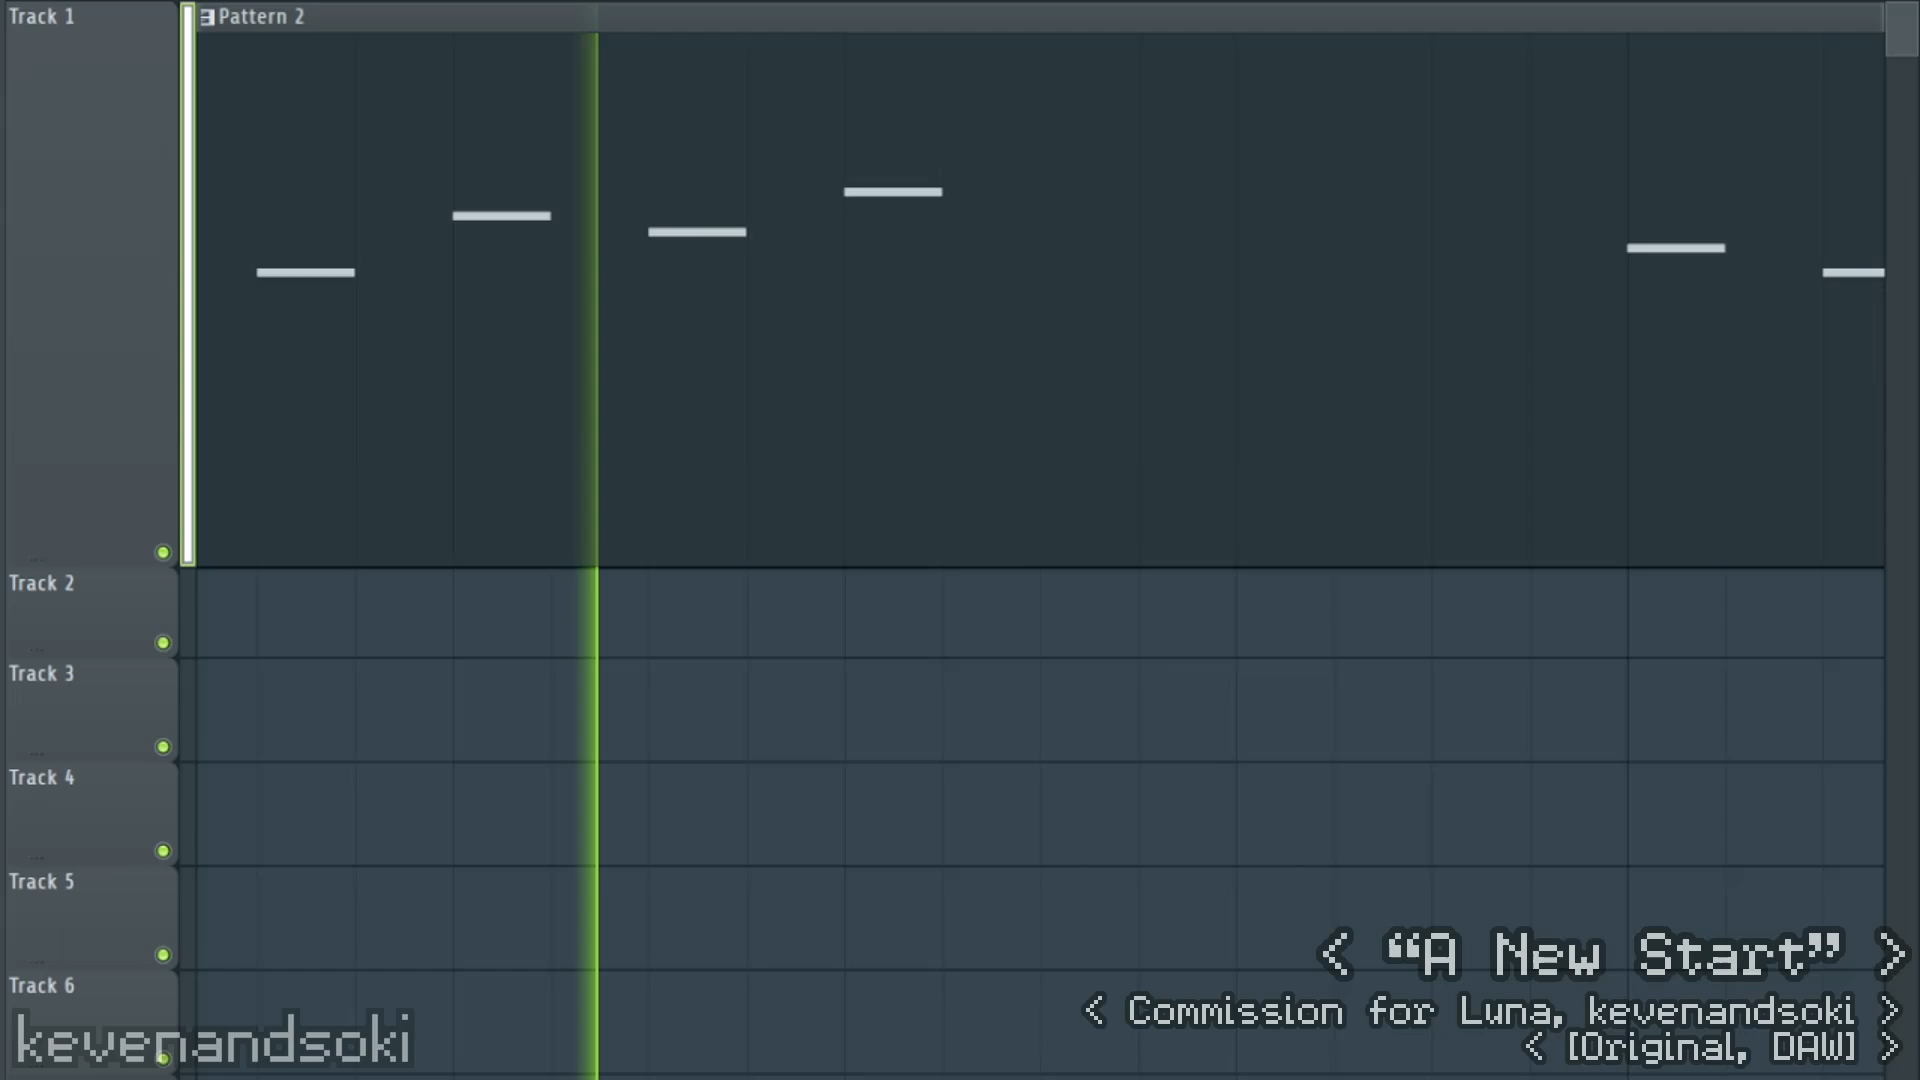 Track 1
Pattern 2
Track 2
Track 3
Track 4
Track 5
Track 6
< “A New Start” >
< Commission for Luna, kevenandsoki >
< [Original, DAW] >
kevenandsoki